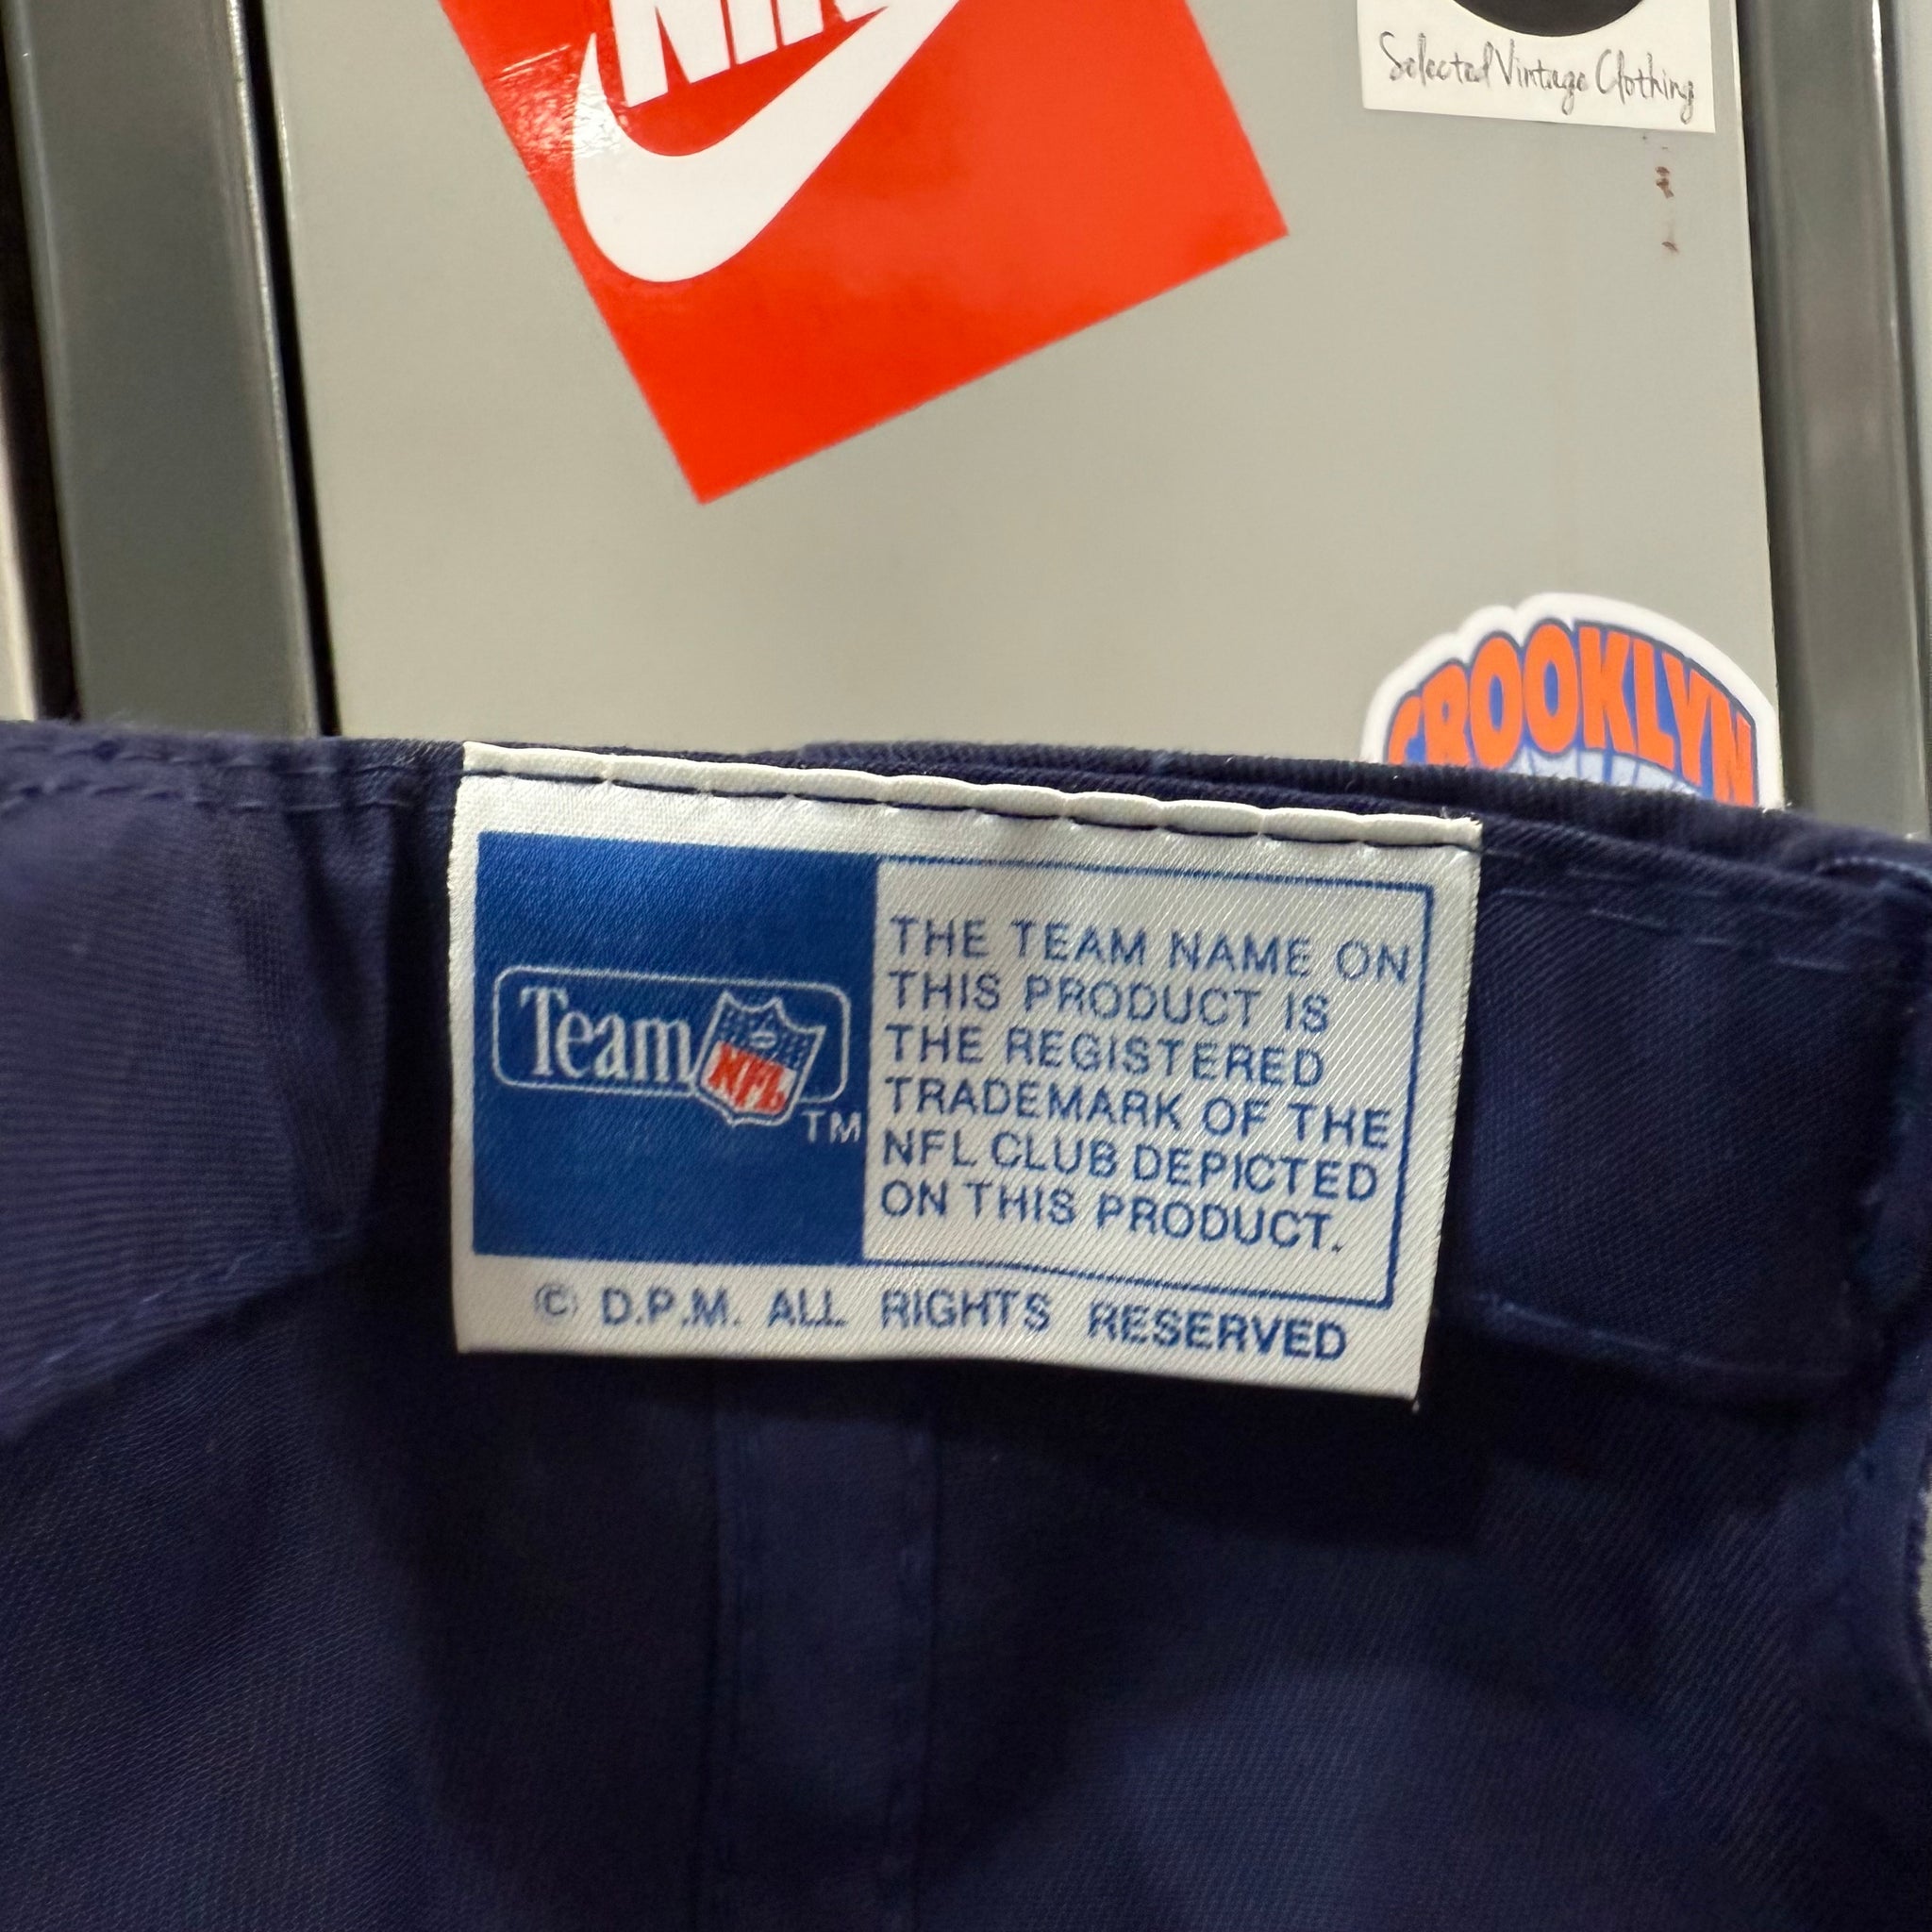 Selected Vintage Clothing
CROOKLYN
Team NFL TM
THE TEAM NAME ON
THIS PRODUCT IS
THE REGISTERED
TRADEMARK OF THE
NFL CLUB DEPICTED
ON THIS PRODUCT.
© D.P.M. ALL RIGHTS RESERVED